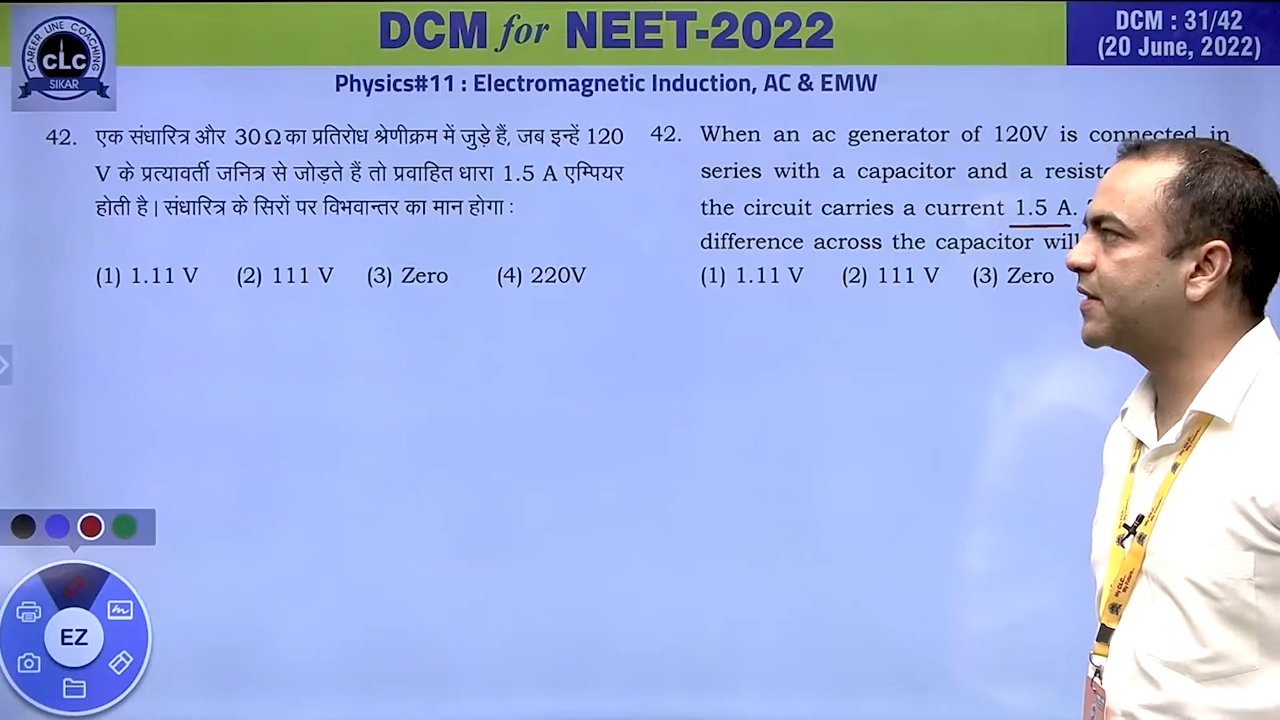 CAREER LINE COACHING
CLC
SIKAR
DCM for NEET-2022
DCM : 31/42
(20 June, 2022)
Physics#11 : Electromagnetic Induction, AC & EMW
42. एक संधारित्र और 30Ω का प्रतिरोध श्रेणीक्रम में जुड़े हैं, जब इन्हें 120
V के प्रत्यावर्ती जनित्र से जोड़ते हैं तो प्रवाहित धारा 1.5 A एम्पियर
होती है। संधारित्र के सिरों पर विभवान्तर का मान होगा :
(1) 1.11 V (2) 111 V (3) Zero (4) 220V
42. When an ac generator of 120V is connected in
series with a capacitor and a
the circuit carries a current 1.5 A.
difference across the capacitor
(1) 1.11 V (2) 111 V (3) Zero
EZ